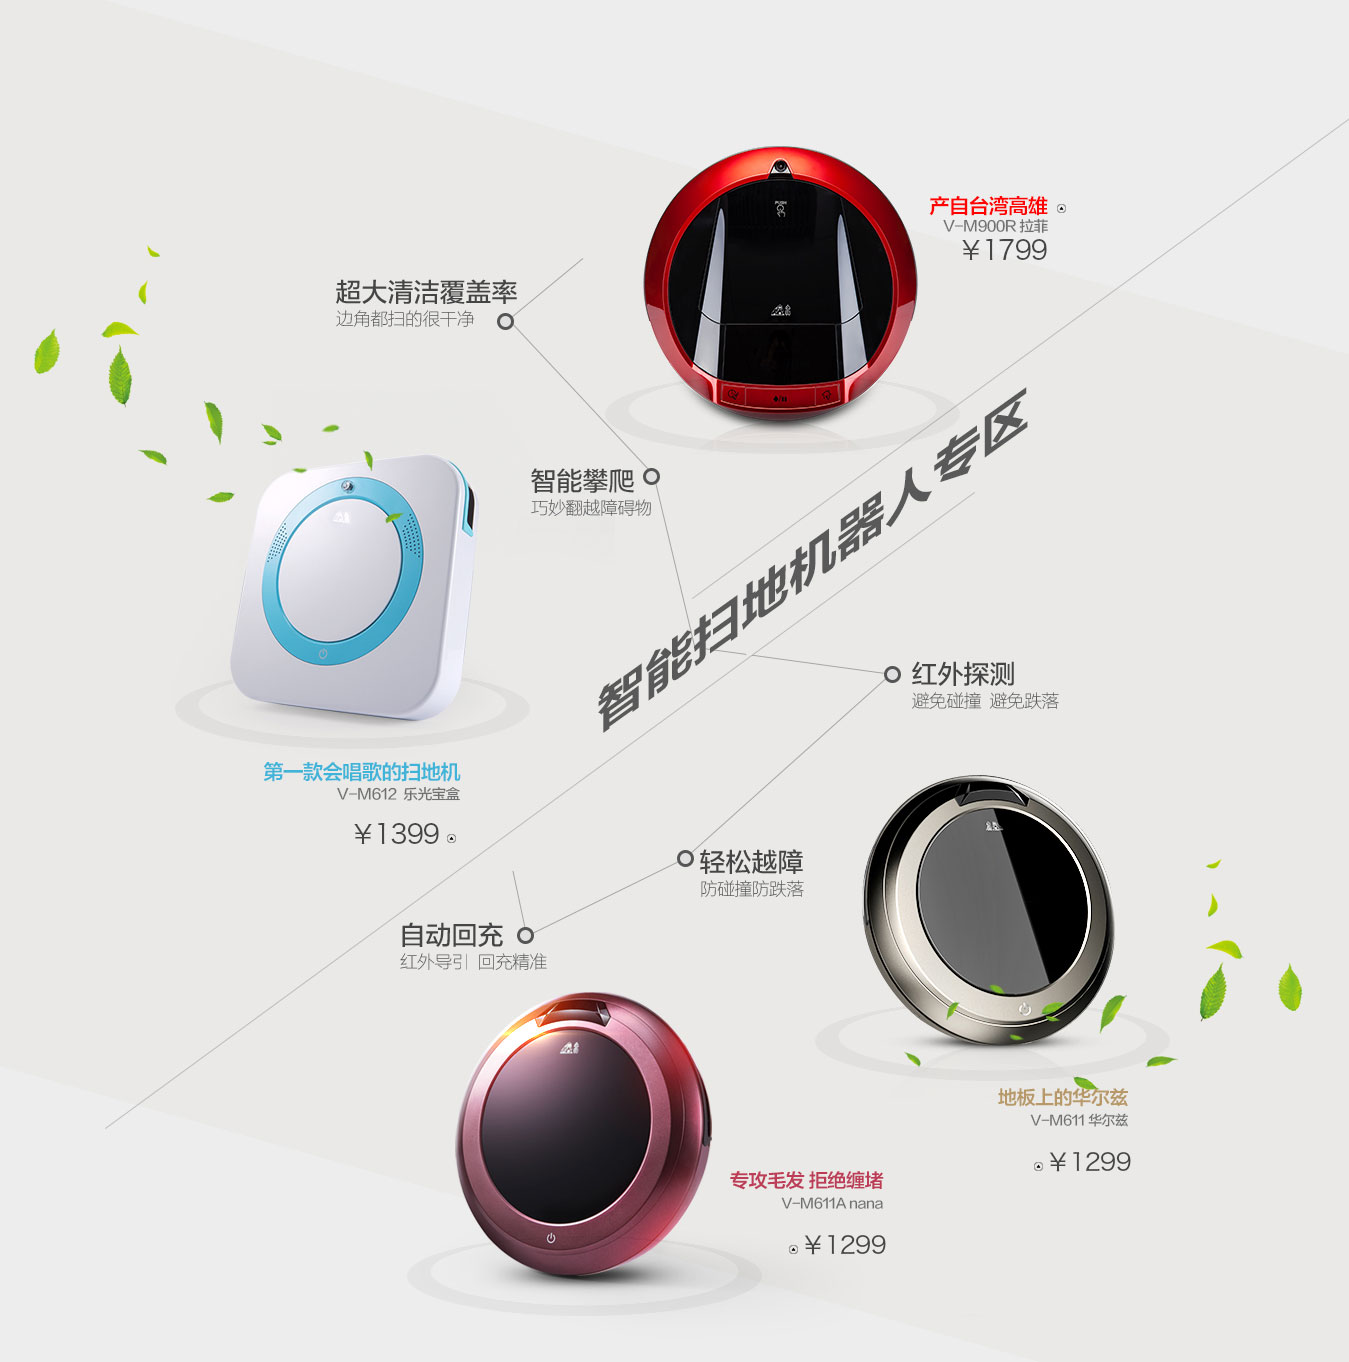 产自台湾高雄
V-M900R 拉菲
￥1799
超大清洁覆盖率
边角都扫的很干净
智能攀爬
巧妙翻越障碍物
智能扫地机器人专区
红外探测
避免碰撞 避免跌落
第一款会唱歌的扫地机
V-M612 乐光宝盒
￥1399
轻松越障
防碰撞防跌落
自动回充
红外导引 回充精准
地板上的华尔兹
V-M611 华尔兹
￥1299
专攻毛发 拒绝缠堵
V-M611A nana
￥1299
PUSH